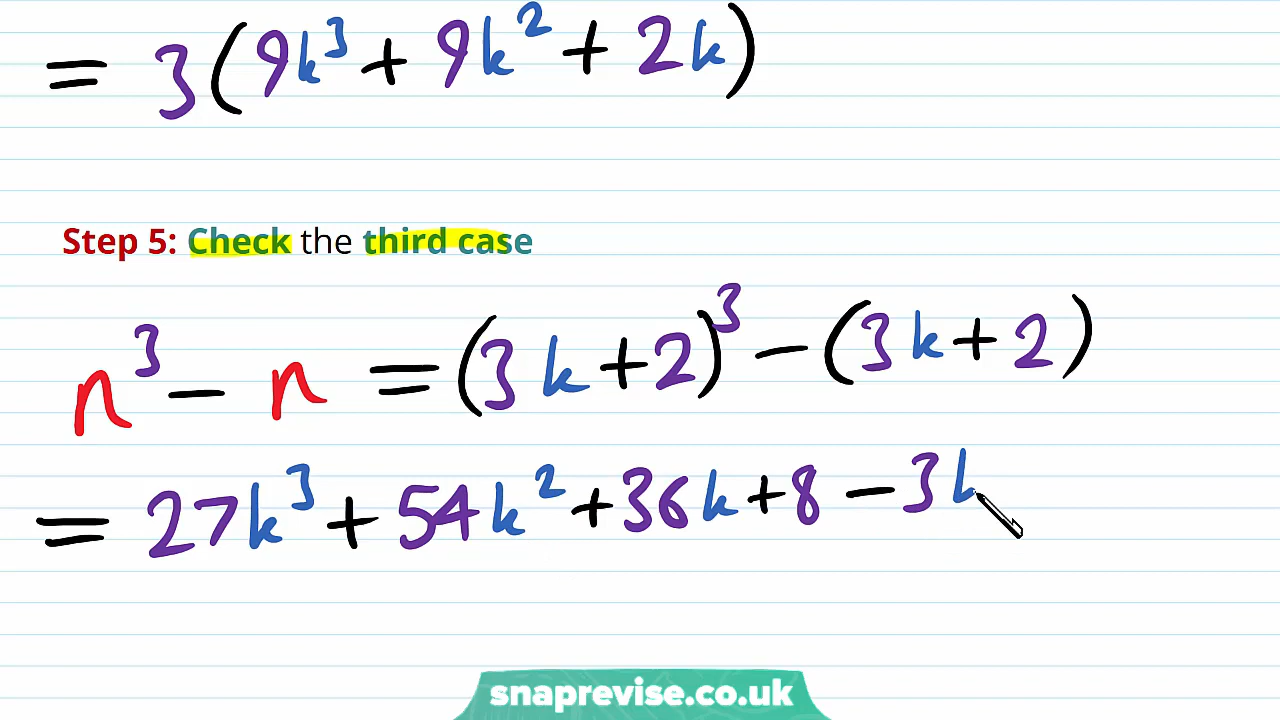 = 3(9k³ + 9k² + 2k)
Step 5: Check the third case
n³ − n = (3k + 2)³ − (3k + 2)
= 27k³ + 54k² + 36k + 8 − 3k
snaprevise.co.uk